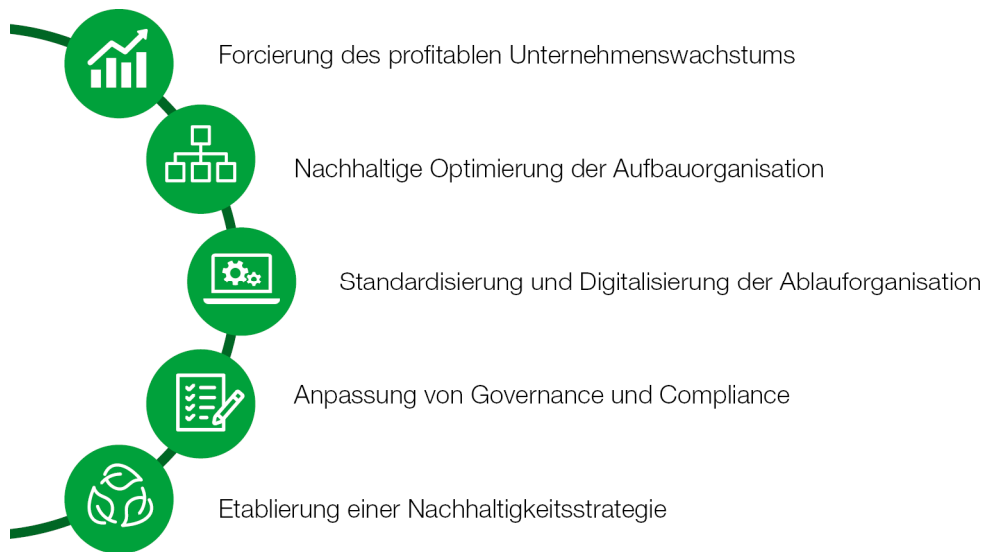 Forcierung des profitablen Unternehmenswachstums
Nachhaltige Optimierung der Aufbauorganisation
Standardisierung und Digitalisierung der Ablauforganisation
Anpassung von Governance und Compliance
Etablierung einer Nachhaltigkeitsstrategie